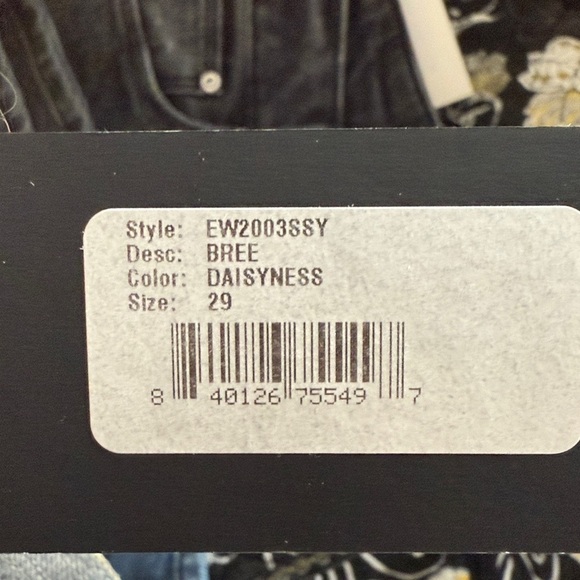 Style: EW2003SSY
Desc: BREE
Color: DAISYNESS
Size: 29
8 40126 75549 7